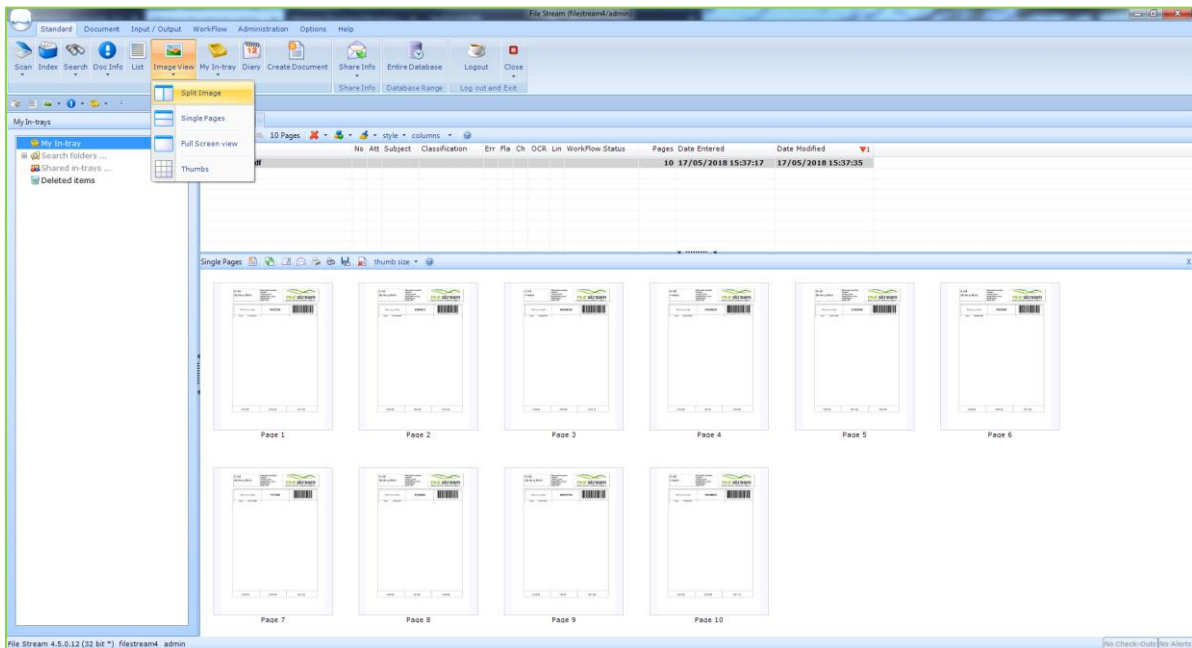 File Stream (filestream4/admin)
Standard Document Input / Output WorkFlow Administration Options Help
Scan Index Search Doc Info List Image View My In-tray Diary Create Document Share Info Entire Database Logout Close
Share Info Database Range Log out and Exit
Split Image
Single Pages
Full Screen view
Thumbs
My In-trays
My In-tray
Search folders ...
Shared in-trays ...
Deleted items
10 Pages style columns
No Att Subject Classification Err Fla Ch OCR Lin WorkFlow Status Pages Date Entered Date Modified 1
df 10 17/05/2018 15:37:17 17/05/2018 15:37:35
Single Pages thumb size X
Page 1 Page 2 Page 3 Page 4 Page 5 Page 6
Page 7 Page 8 Page 9 Page 10
File Stream 4.5.0.12 (32 bit *) filestream4 admin No Check-Outs No Alerts